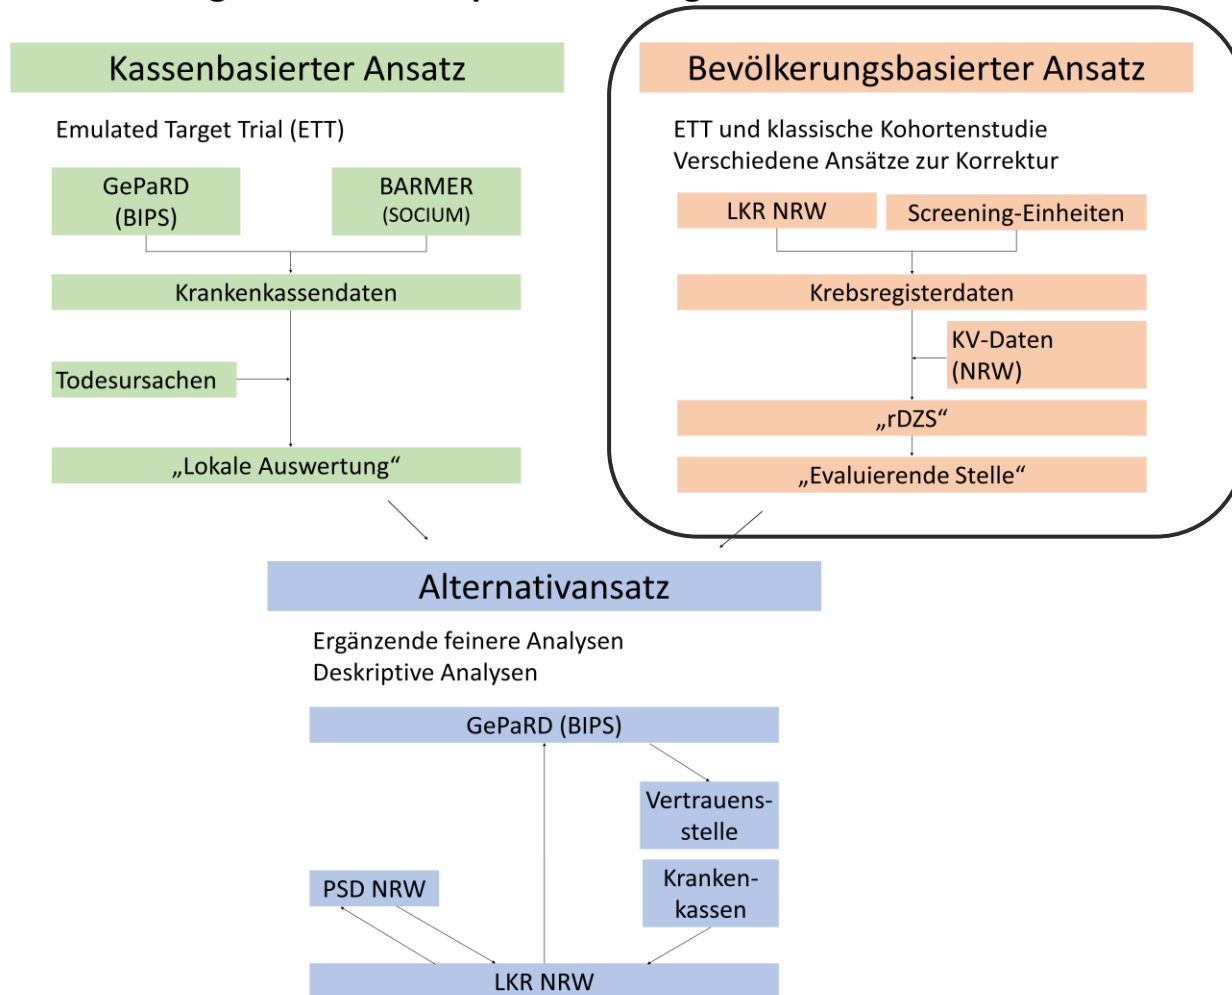 Kassenbasierter Ansatz
Emulated Target Trial (ETT)
GePaRD
(BIPS)
BARMER
(SOCIUM)
Krankenkassendaten
Todesursachen
„Lokale Auswertung“
Bevölkerungsbasierter Ansatz
ETT und klassische Kohortenstudie
Verschiedene Ansätze zur Korrektur
LKR NRW
Screening-Einheiten
Krebsregisterdaten
KV-Daten
(NRW)
„rDZS“
„Evaluierende Stelle“
Alternativansatz
Ergänzende feinere Analysen
Deskriptive Analysen
GePaRD (BIPS)
Vertrauens-
stelle
PSD NRW
Kranken-
kassen
LKR NRW